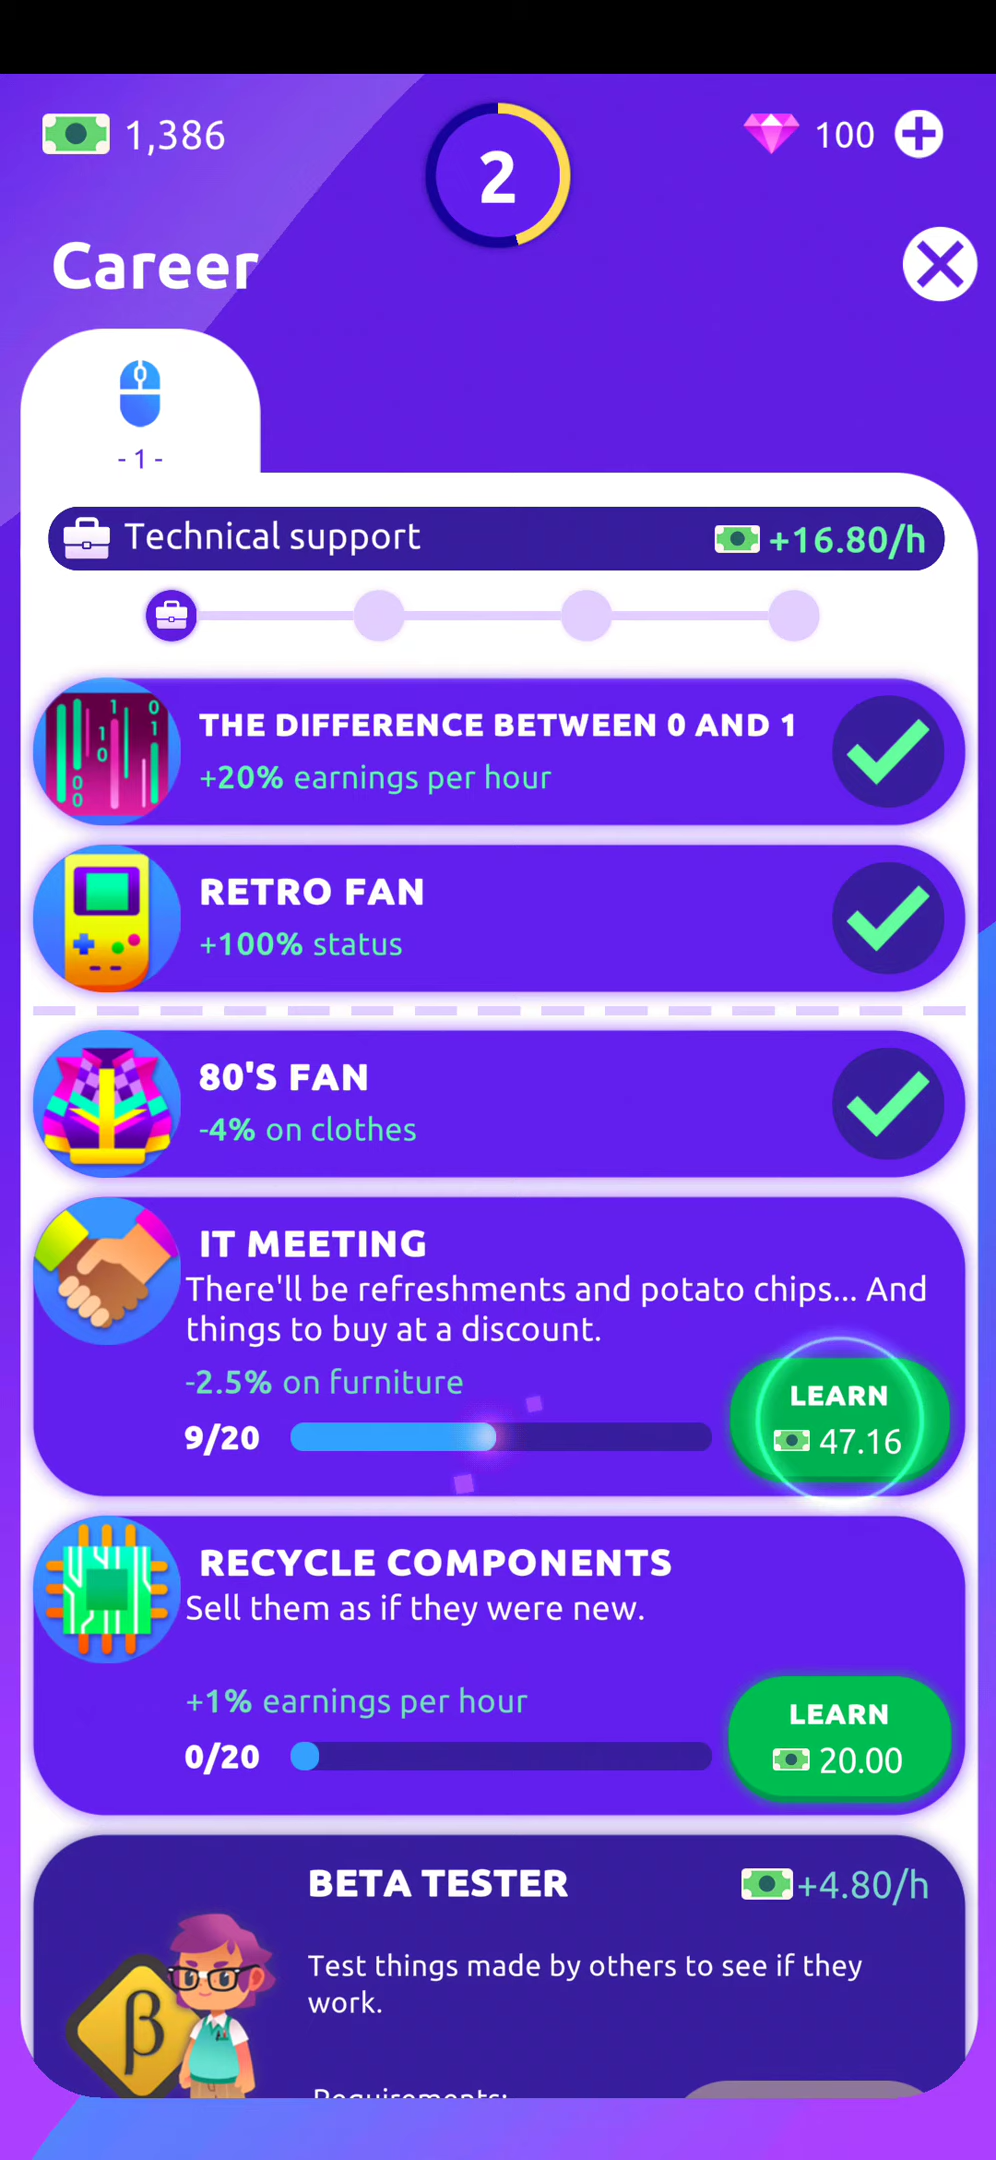 1,386
2
100
Career
- 1 -
Technical support
+16.80/h
THE DIFFERENCE BETWEEN 0 AND 1
+20% earnings per hour
RETRO FAN
+100% status
80'S FAN
-4% on clothes
IT MEETING
There'll be refreshments and potato chips... And
things to buy at a discount.
-2.5% on furniture
LEARN
9/20
47.16
RECYCLE COMPONENTS
Sell them as if they were new.
+1% earnings per hour
LEARN
0/20
20.00
BETA TESTER
+4.80/h
Test things made by others to see if they
work.
β
Requirements: